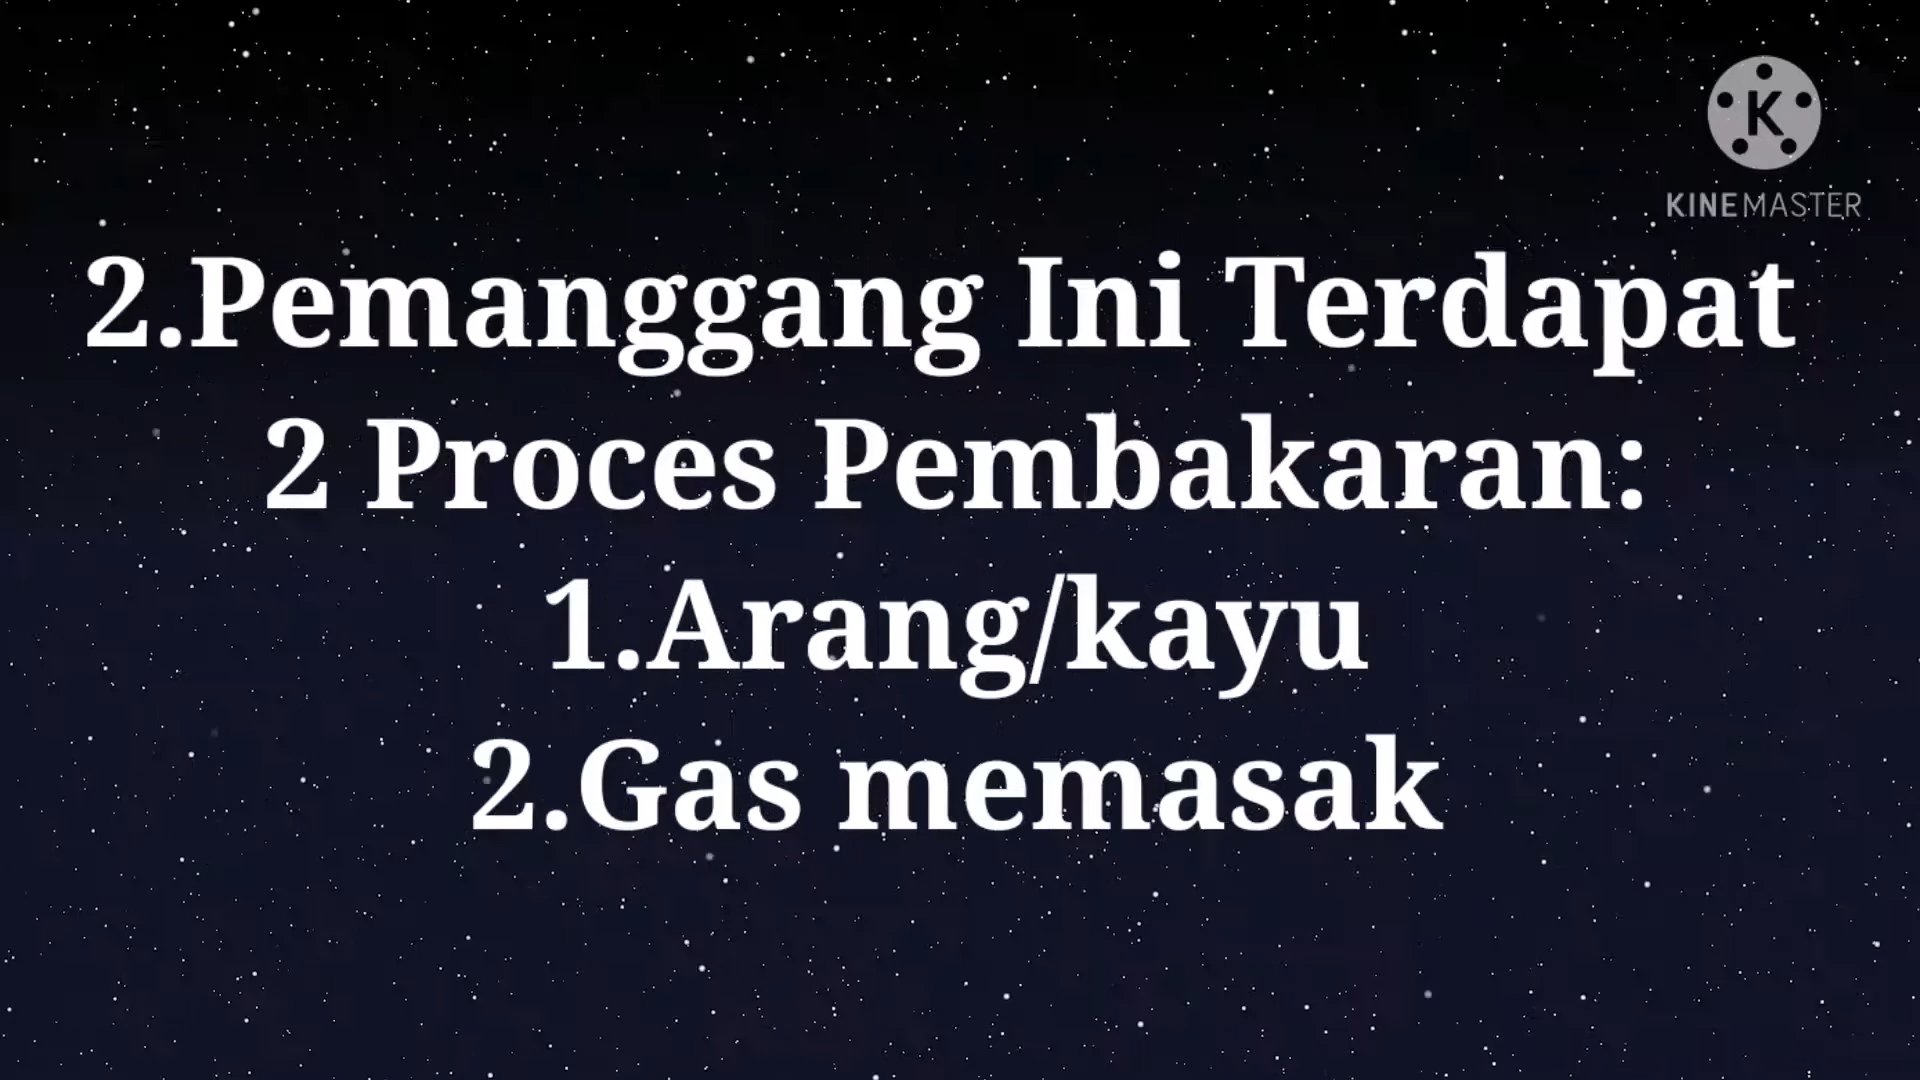 K
KINEMASTER
2.Pemanggang Ini Terdapat
2 Proces Pembakaran:
1.Arang/kayu
2.Gas memasak